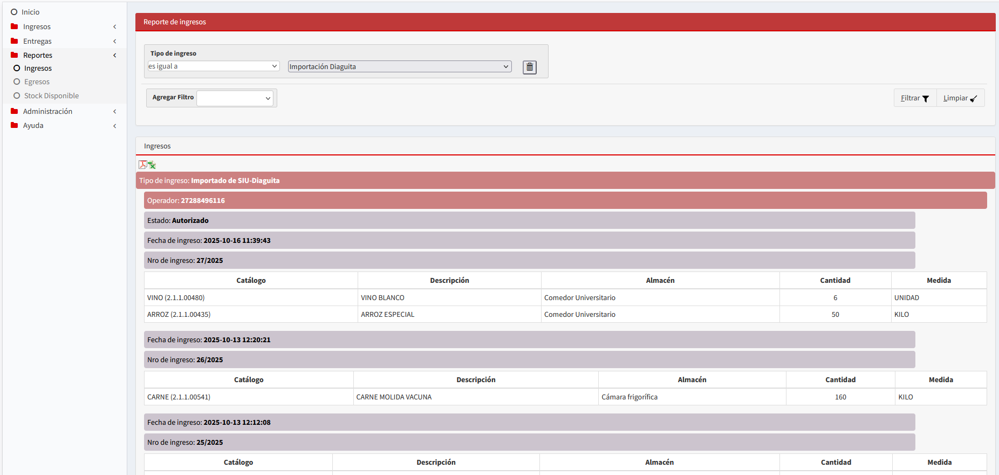 Inicio
Ingresos
Entregas
Reportes
Ingresos
Egresos
Stock Disponible
Administración
Ayuda
Reporte de ingresos
Tipo de ingreso
es igual a
Importación Diaguita
Agregar Filtro
Filtrar
Limpiar
Ingresos
Tipo de ingreso: Importado de SIU-Diaguita
Operador: 27288496116
Estado: Autorizado
Fecha de ingreso: 2025-10-16 11:39:43
Nro de ingreso: 27/2025
Catálogo Descripción Almacén Cantidad Medida
VINO (2.1.1.00480) VINO BLANCO Comedor Universitario 6 UNIDAD
ARROZ (2.1.1.00435) ARROZ ESPECIAL Comedor Universitario 50 KILO
Fecha de ingreso: 2025-10-13 12:20:21
Nro de ingreso: 26/2025
Catálogo Descripción Almacén Cantidad Medida
CARNE (2.1.1.00541) CARNE MOLIDA VACUNA Cámara frigorífica 160 KILO
Fecha de ingreso: 2025-10-13 12:12:08
Nro de ingreso: 25/2025
Catálogo Descripción Almacén Cantidad Medida